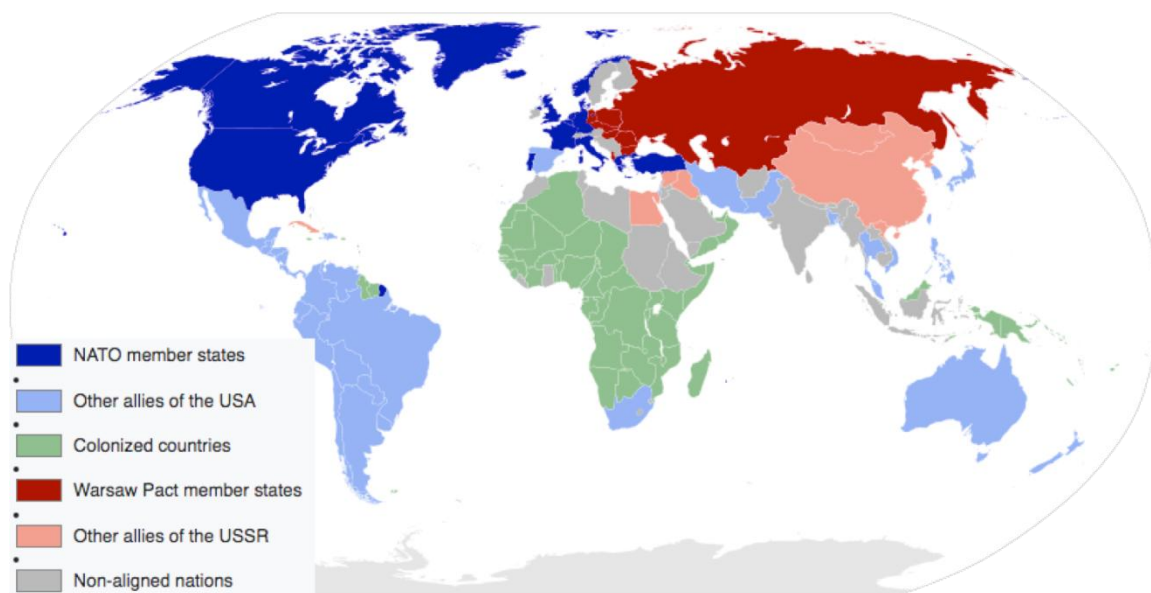 NATO member states
Other allies of the USA
Colonized countries
Warsaw Pact member states
Other allies of the USSR
Non-aligned nations